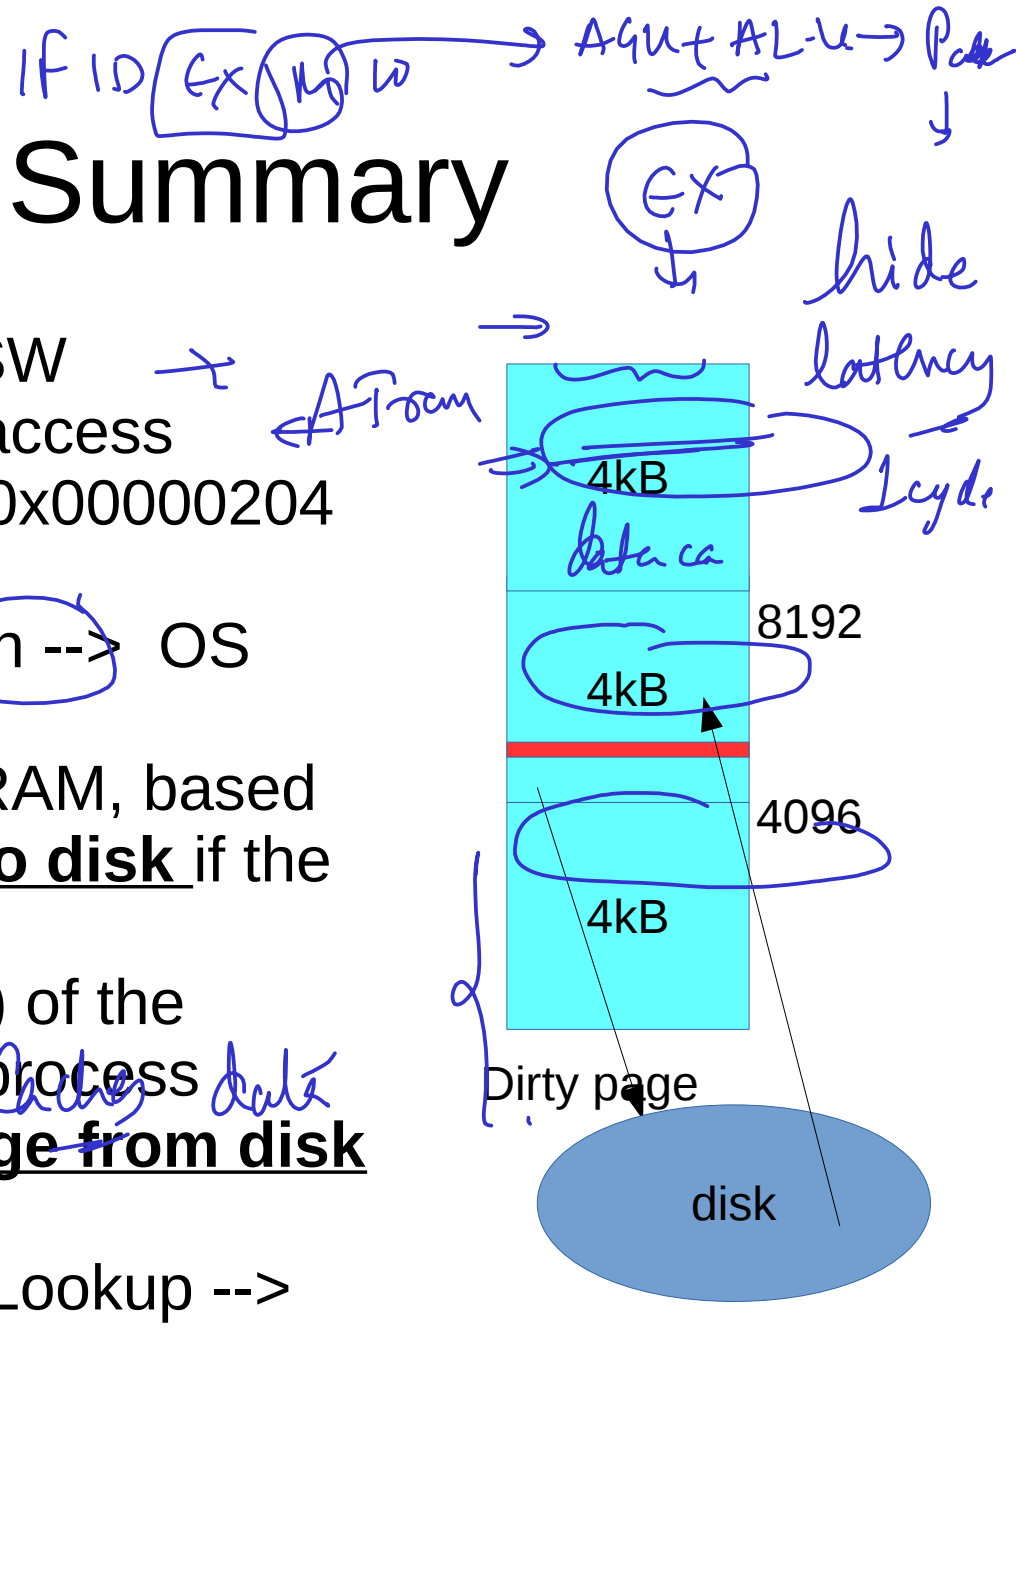 IF ID EX M W → AGU + ALU →
Summary
EX
hide
latency
1 cycle
SW
access
0x00000204
4kB
n --> OS
8192
4kB
RAM, based
4096
o disk if the
4kB
) of the
process
Caches data
Dirty page
ge from disk
disk
Lookup -->